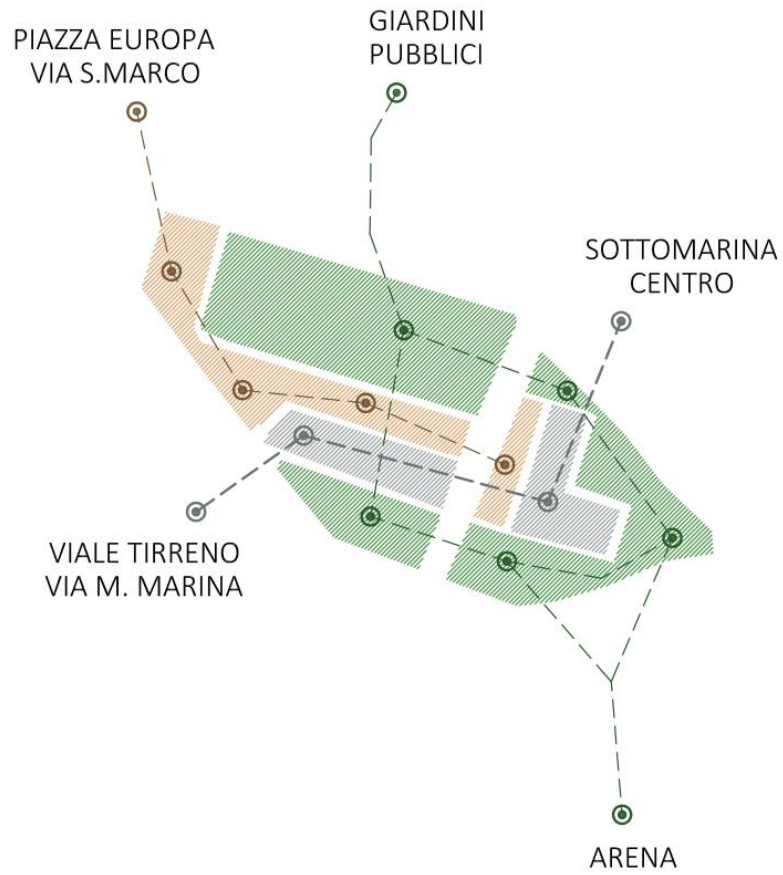 PIAZZA EUROPA
VIA S.MARCO
GIARDINI
PUBBLICI
SOTTOMARINA
CENTRO
VIALE TIRRENO
VIA M. MARINA
ARENA